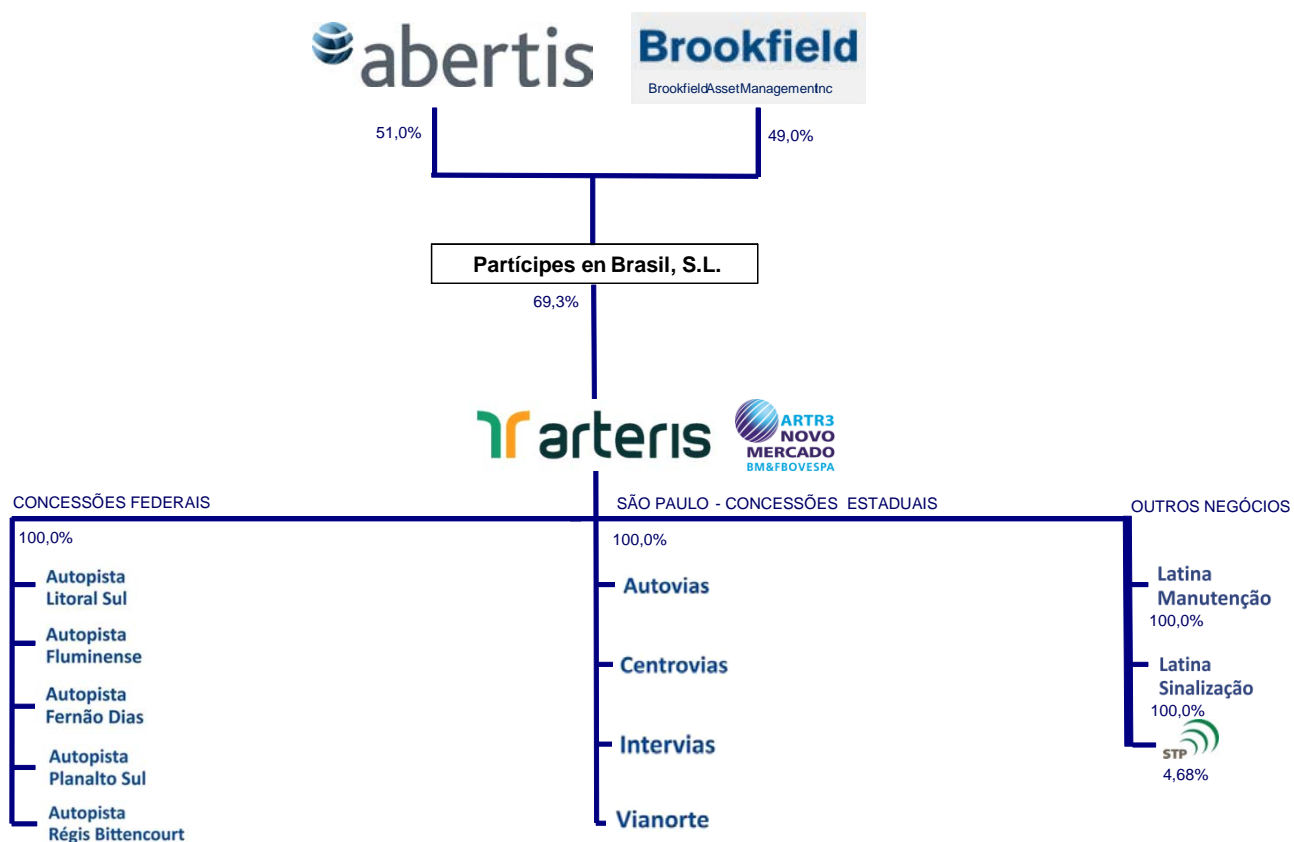 abertis
Brookfield
BrookfieldAssetManagementInc
51,0%
49,0%
Partícipes en Brasil, S.L.
69,3%
arteris
ARTR3
NOVO
MERCADO
BM&FBOVESPA
CONCESSÕES FEDERAIS
SÃO PAULO - CONCESSÕES ESTADUAIS
OUTROS NEGÓCIOS
100,0%
Autopista
Litoral Sul
Autopista
Fluminense
Autopista
Fernão Dias
Autopista
Planalto Sul
Autopista
Régis Bittencourt
100,0%
Autovias
Centrovias
Intervias
Vianorte
Latina
Manutenção
100,0%
Latina
Sinalização
100,0%
STP
4,68%